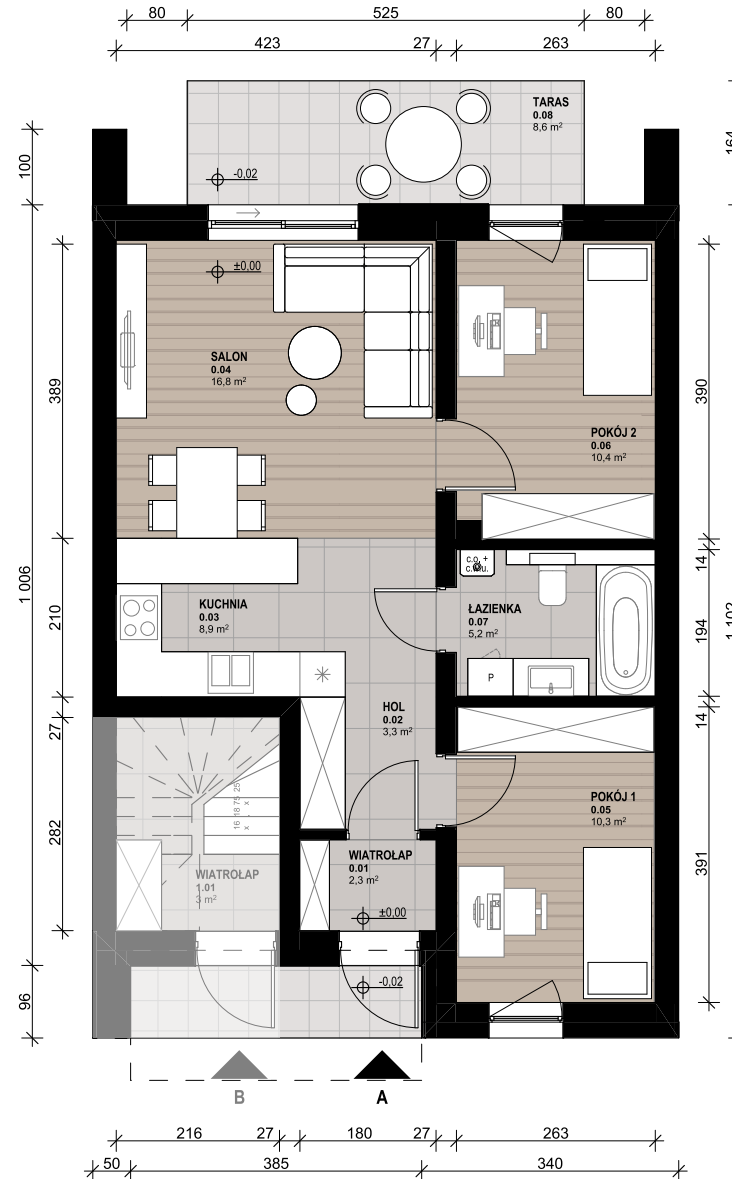 80
525
80
423
27
263
TARAS
0.08
8,6 m²
-0,02
100
±0,00
SALON
0.04
16,8 m²
389
390
POKÓJ 2
0.06
10,4 m²
1 006
c.o. +
c.w.u.
14
KUCHNIA
0.03
8,9 m²
210
ŁAZIENKA
0.07
5,2 m²
194
P
HOL
0.02
3,3 m²
27
14
16 18 75 25
x x
POKÓJ 1
0.05
10,3 m²
282
WIATROŁAP
0.01
2,3 m²
391
WIATROŁAP
1.01
3 m²
±0,00
-0,02
96
B
A
216
27
180
27
263
50
385
340